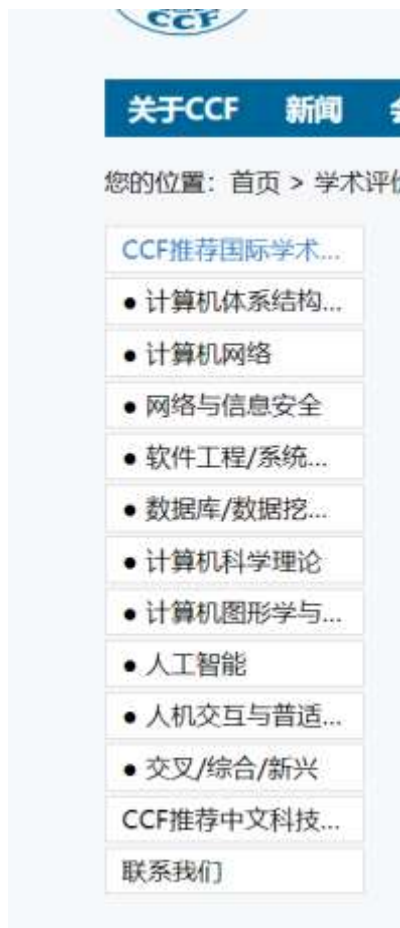 CCF
关于CCF 新闻
您的位置：首页 > 学术评价
CCF推荐国际学术...
● 计算机体系结构...
● 计算机网络
● 网络与信息安全
● 软件工程/系统...
● 数据库/数据挖...
● 计算机科学理论
● 计算机图形学与...
● 人工智能
● 人机交互与普适...
● 交叉/综合/新兴
CCF推荐中文科技...
联系我们